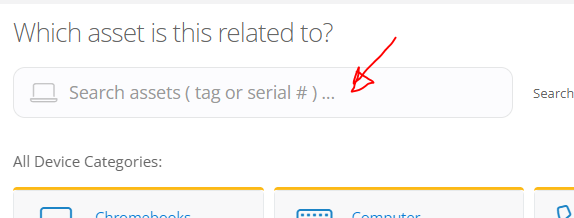 Which asset is this related to?
Search assets ( tag or serial # ) ...
Search
All Device Categories:
Chromebooks
Computer